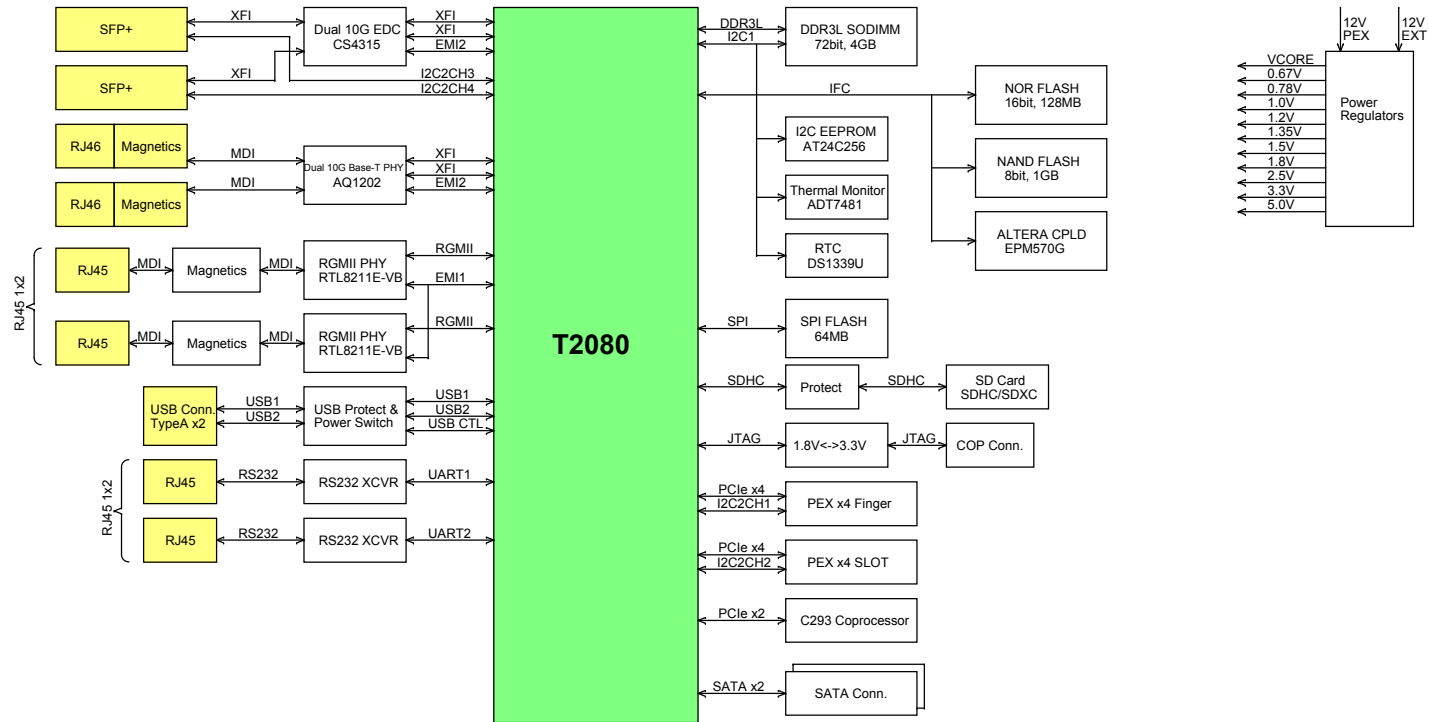 SFP+
XFI
Dual 10G EDC
CS4315
XFI
XFI
EMI2
SFP+
XFI
I2C2CH3
I2C2CH4
RJ46
Magnetics
MDI
Dual 10G Base-T PHY
AQ1202
XFI
XFI
EMI2
RJ46
Magnetics
MDI
RJ45 1x2
RJ45
MDI
Magnetics
MDI
RGMII PHY
RTL8211E-VB
RGMII
EMI1
RJ45
MDI
Magnetics
MDI
RGMII PHY
RTL8211E-VB
RGMII
USB Conn.
TypeA x2
USB1
USB2
USB Protect &
Power Switch
USB1
USB2
USB CTL
RJ45 1x2
RJ45
RS232
RS232 XCVR
UART1
RJ45
RS232
RS232 XCVR
UART2
T2080
DDR3L
I2C1
DDR3L SODIMM
72bit, 4GB
IFC
NOR FLASH
16bit, 128MB
I2C EEPROM
AT24C256
NAND FLASH
8bit, 1GB
Thermal Monitor
ADT7481
ALTERA CPLD
EPM570G
RTC
DS1339U
SPI
SPI FLASH
64MB
SDHC
Protect
SDHC
SD Card
SDHC/SDXC
JTAG
1.8V<->3.3V
JTAG
COP Conn.
PCIe x4
I2C2CH1
PEX x4 Finger
PCIe x4
I2C2CH2
PEX x4 SLOT
PCIe x2
C293 Coprocessor
SATA x2
SATA Conn.
12V
PEX
12V
EXT
VCORE
0.67V
0.78V
1.0V
1.2V
1.35V
1.5V
1.8V
2.5V
3.3V
5.0V
Power
Regulators